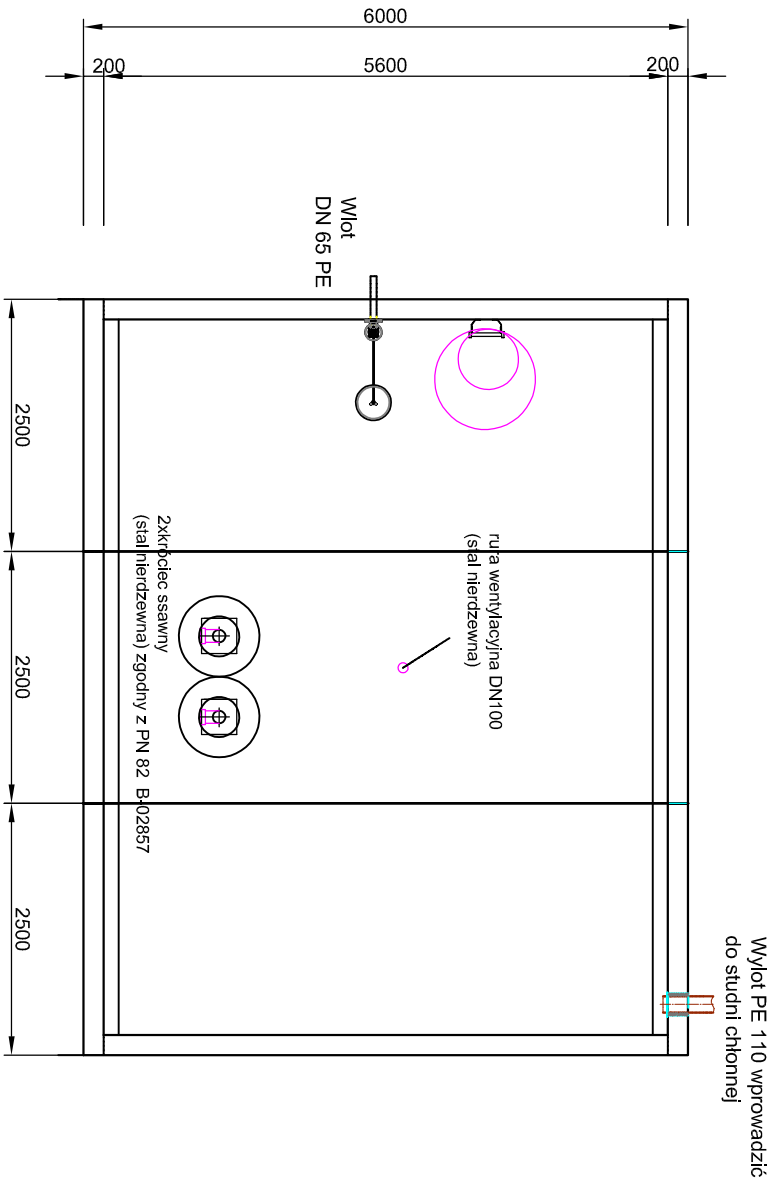 6000
200
5600
200
Wlot
DN 65 PE
2500
rura wentylacyjna DN100
(stal nierdzewna)
2xkróciec ssawny
(stal nierdzewna) zgodny z PN 82 B-02857
2500
2500
Wylot PE 110 wprowadzić
do studni chłonnej